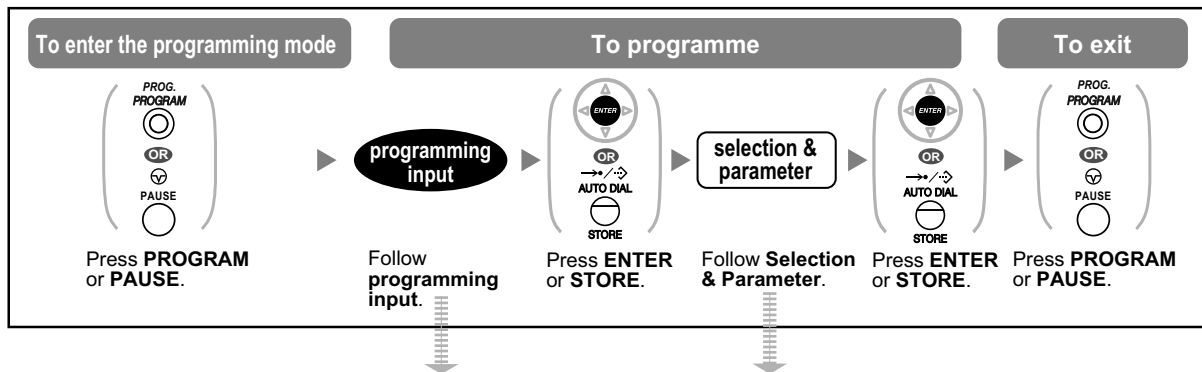 To enter the programming mode
To programme
To exit
PROG.
PROGRAM
OR
PAUSE
Press PROGRAM
or PAUSE.
programming
input
Follow
programming
input.
ENTER
OR
AUTO DIAL
STORE
Press ENTER
or STORE.
selection &
parameter
Follow Selection
& Parameter.
ENTER
OR
AUTO DIAL
STORE
Press ENTER
or STORE.
PROG.
PROGRAM
OR
PAUSE
Press PROGRAM
or PAUSE.